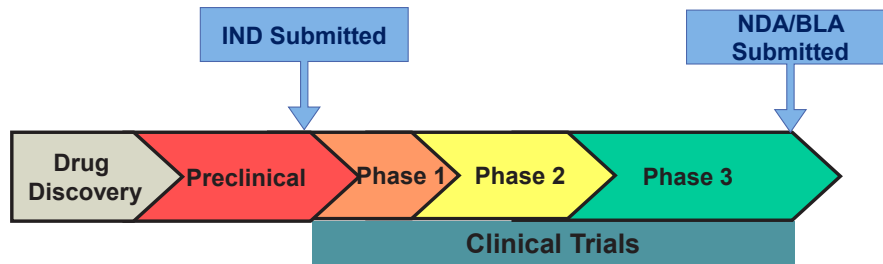 IND Submitted
NDA/BLA
Submitted
Drug
Discovery
Preclinical
Phase 1
Phase 2
Phase 3
Clinical Trials